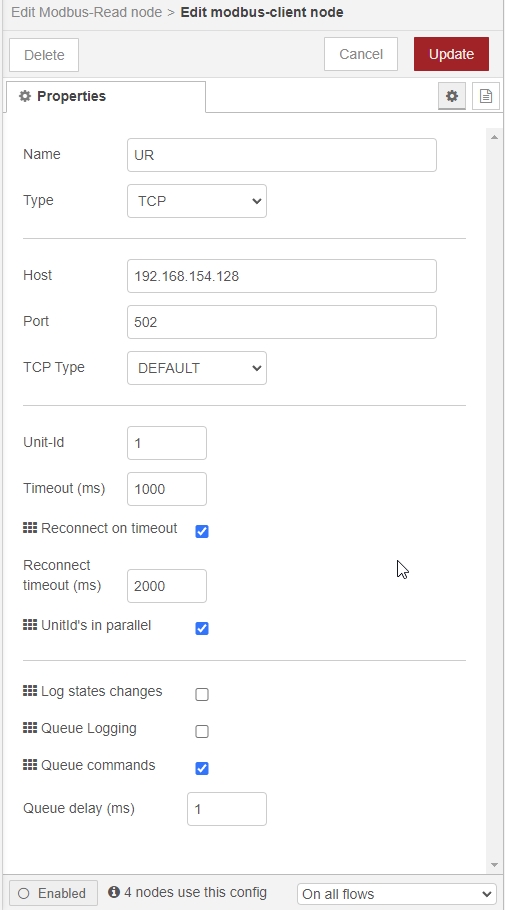 Edit Modbus-Read node > Edit modbus-client node
Delete Cancel Update
Properties
Name UR
Type TCP
Host 192.168.154.128
Port 502
TCP Type DEFAULT
Unit-Id 1
Timeout (ms) 1000
Reconnect on timeout
Reconnect
timeout (ms) 2000
UnitId's in parallel
Log states changes
Queue Logging
Queue commands
Queue delay (ms) 1
Enabled 4 nodes use this config On all flows